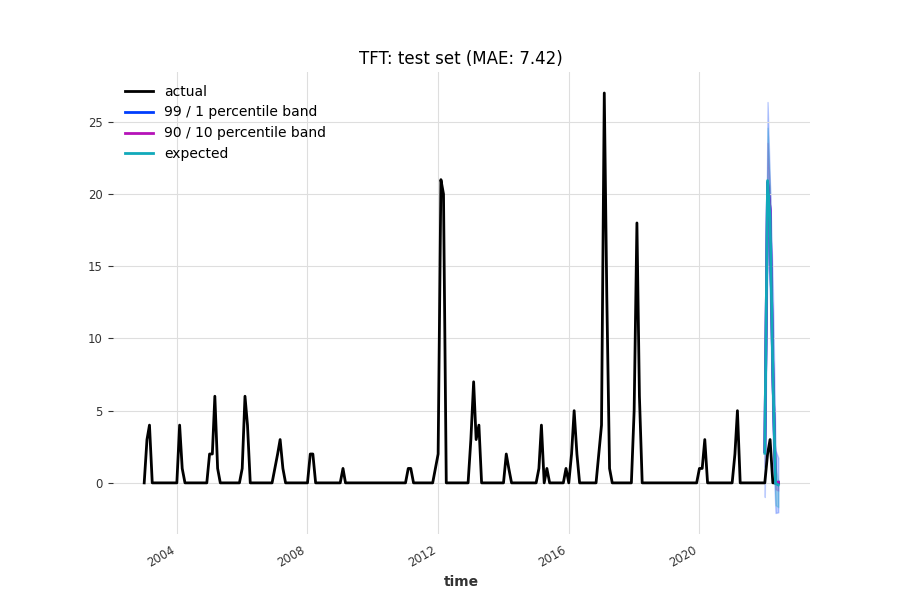 TFT: test set (MAE: 7.42)
actual
99 / 1 percentile band
90 / 10 percentile band
expected
25
20
15
10
5
0
2004
2008
2012
2016
2020
time